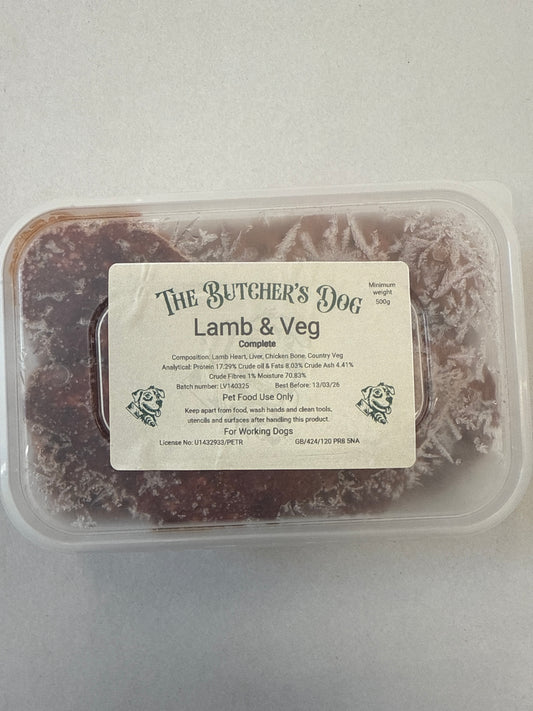 THE BUTCHER'S DOG
Minimum
weight
500g
Lamb & Veg
Complete
Composition: Lamb Heart, Liver, Chicken Bone, Country Veg
Analytical: Protein 17.29% Crude oil & Fats 8.03% Crude Ash 4.41%
Crude Fibres 1% Moisture 70.83%
Batch number: LV140325 Best Before: 13/03/26
Pet Food Use Only
Keep apart from food, wash hands and clean tools,
utencils and surfaces after handling this product.
For Working Dogs
License No: U1432933/PETR GB/424/120 PR8 5NA